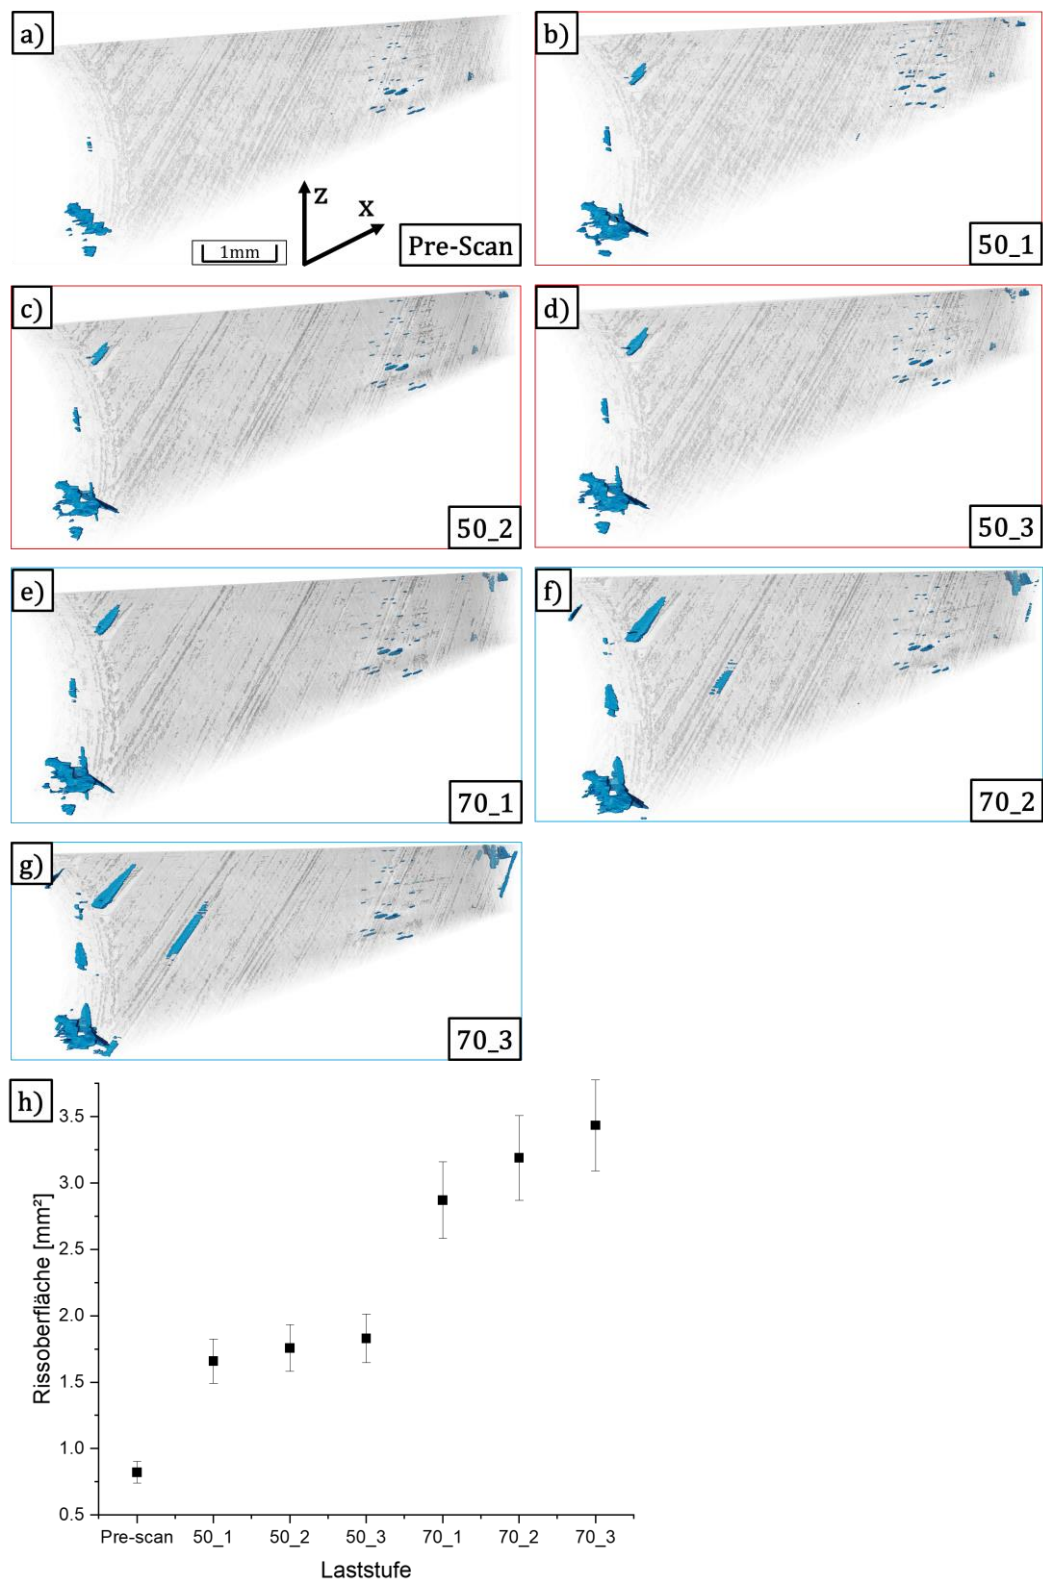 a)
z
x
1mm
Pre-Scan
b)
50_1
c)
50_2
d)
50_3
e)
70_1
f)
70_2
g)
70_3
h)
3.5
3.0
2.5
2.0
1.5
1.0
0.5
Rissoberfläche [mm²]
Pre-scan 50_1 50_2 50_3 70_1 70_2 70_3
Laststufe